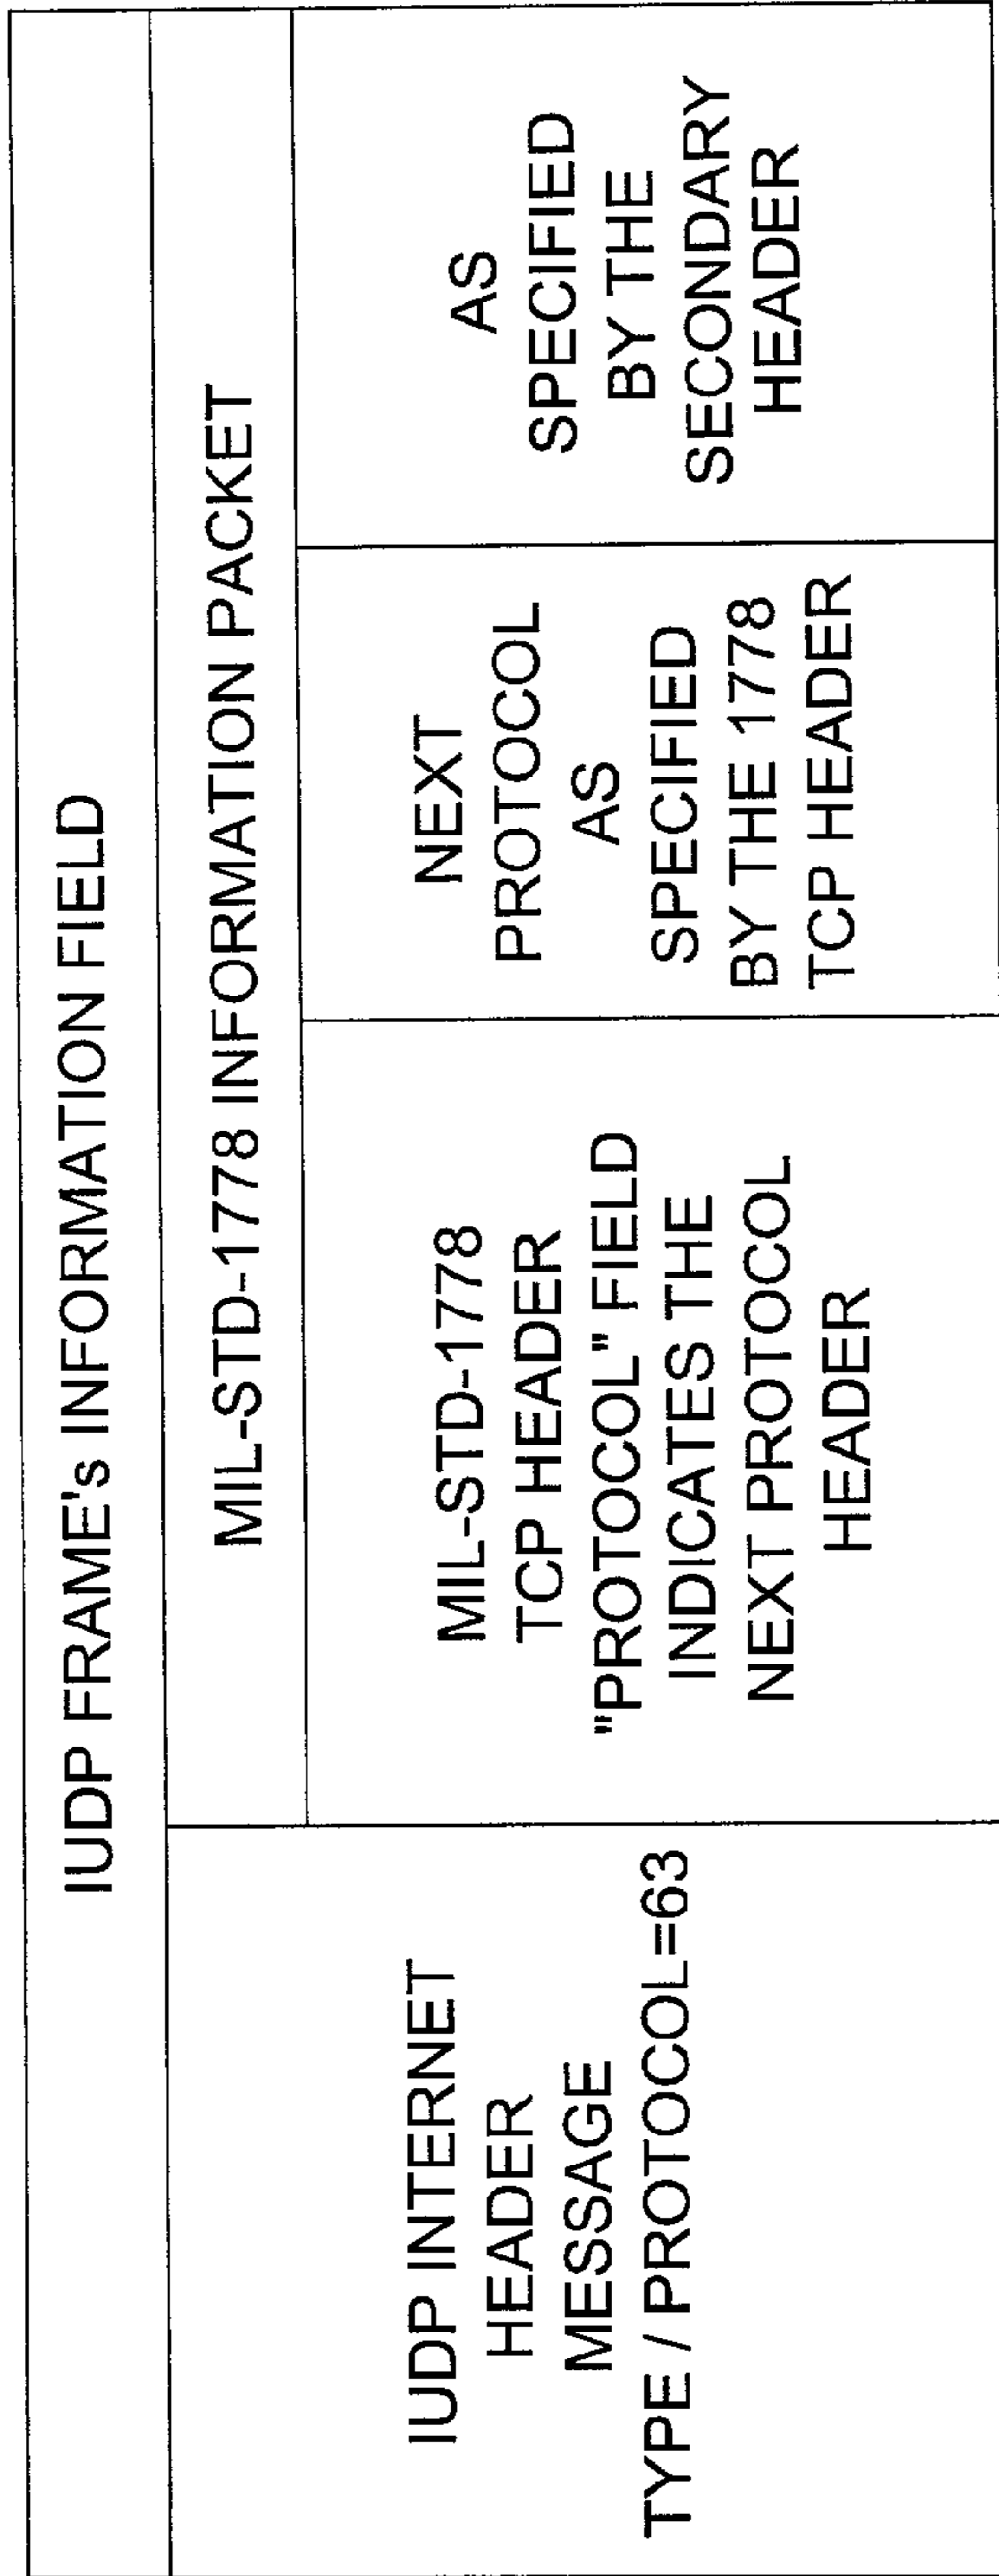 IUDP FRAME's INFORMATION FIELD
MIL-STD-1778 INFORMATION PACKET
IUDP INTERNET
HEADER
MESSAGE
TYPE / PROTOCOL=63
MIL-STD-1778
TCP HEADER
"PROTOCOL" FIELD
INDICATES THE
NEXT PROTOCOL
HEADER
NEXT
PROTOCOL
AS
SPECIFIED
BY THE 1778
TCP HEADER
AS
SPECIFIED
BY THE
SECONDARY
HEADER